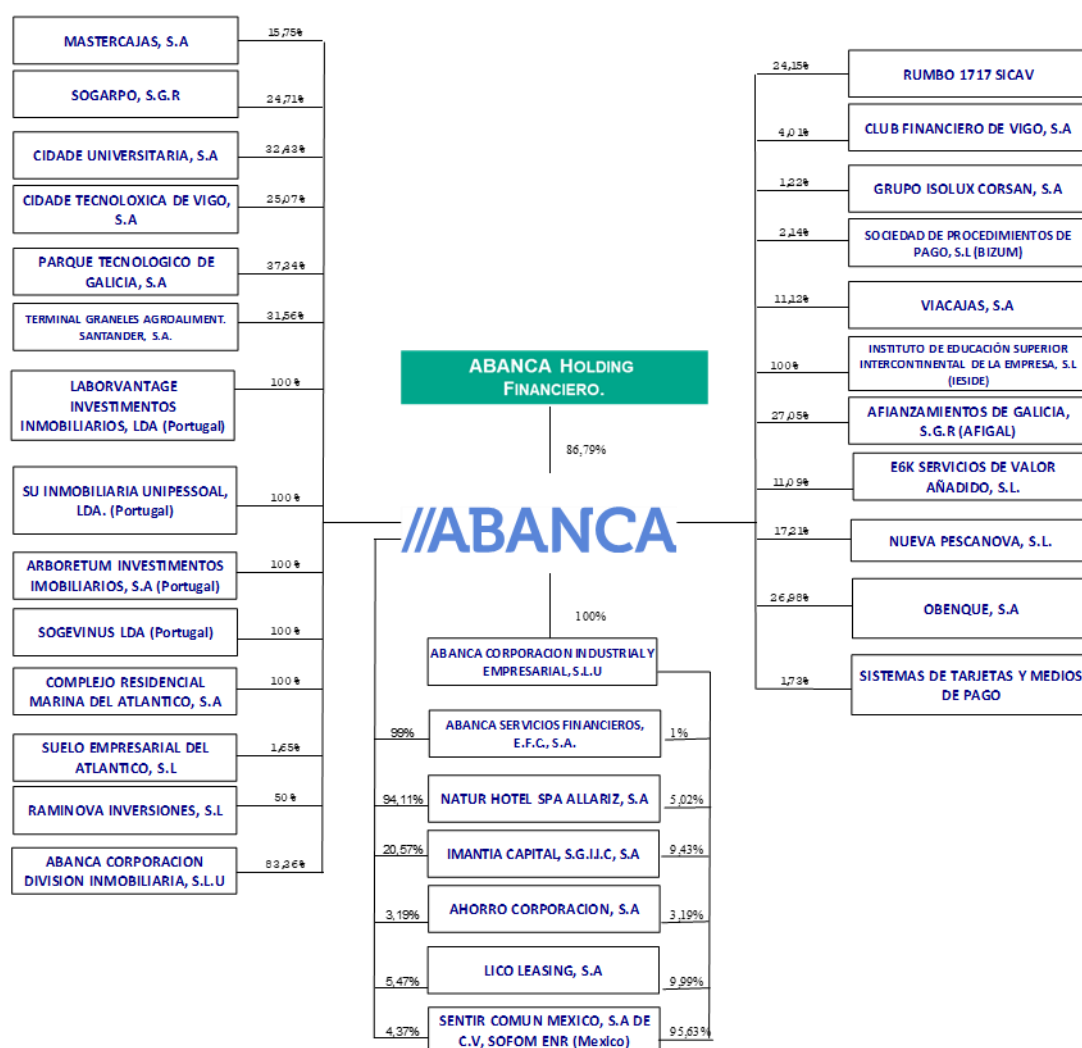 MASTERCAJAS, S.A
15,75%
SOGARPO, S.G.R
24,71%
CIDADE UNIVERSITARIA, S.A
32,43%
CIDADE TECNOLOXICA DE VIGO,
S.A
25,07%
PARQUE TECNOLOGICO DE
GALICIA, S.A
37,34%
TERMINAL GRANELES AGROALIMENT.
SANTANDER, S.A.
31,56%
LABORVANTAGE
INVESTIMENTOS
INMOBILIARIOS, LDA (Portugal)
100%
SU INMOBILIARIA UNIPESSOAL,
LDA. (Portugal)
100%
ARBORETUM INVESTIMENTOS
IMOBILIARIOS, S.A (Portugal)
100%
SOGEVINUS LDA (Portugal)
100%
COMPLEJO RESIDENCIAL
MARINA DEL ATLANTICO, S.A
100%
SUELO EMPRESARIAL DEL
ATLANTICO, S.L
1,65%
RAMINOVA INVERSIONES, S.L
50%
ABANCA CORPORACION
DIVISION INMOBILIARIA, S.L.U
83,26%
ABANCA HOLDING
FINANCIERO.
86,79%
//ABANCA
100%
ABANCA CORPORACION INDUSTRIAL Y
EMPRESARIAL, S.L.U
99%
ABANCA SERVICIOS FINANCIEROS,
E.F.C., S.A.
1%
94,11%
NATUR HOTEL SPA ALLARIZ, S.A
5,02%
20,57%
IMANTIA CAPITAL, S.G.I.I.C, S.A
9,43%
3,19%
AHORRO CORPORACION, S.A
3,19%
5,47%
LICO LEASING, S.A
9,99%
4,37%
SENTIR COMUN MEXICO, S.A DE
C.V, SOFOM ENR (Mexico)
95,63%
24,15%
RUMBO 1717 SICAV
4,01%
CLUB FINANCIERO DE VIGO, S.A
1,22%
GRUPO ISOLUX CORSAN, S.A
2,14%
SOCIEDAD DE PROCEDIMIENTOS DE
PAGO, S.L (BIZUM)
11,12%
VIACAJAS, S.A
100%
INSTITUTO DE EDUCACIÓN SUPERIOR
INTERCONTINENTAL DE LA EMPRESA, S.L
(IESIDE)
27,05%
AFIANZAMIENTOS DE GALICIA,
S.G.R (AFIGAL)
11,09%
E6K SERVICIOS DE VALOR
AÑADIDO, S.L.
17,21%
NUEVA PESCANOVA, S.L.
26,98%
OBENQUE, S.A
1,73%
SISTEMAS DE TARJETAS Y MEDIOS
DE PAGO